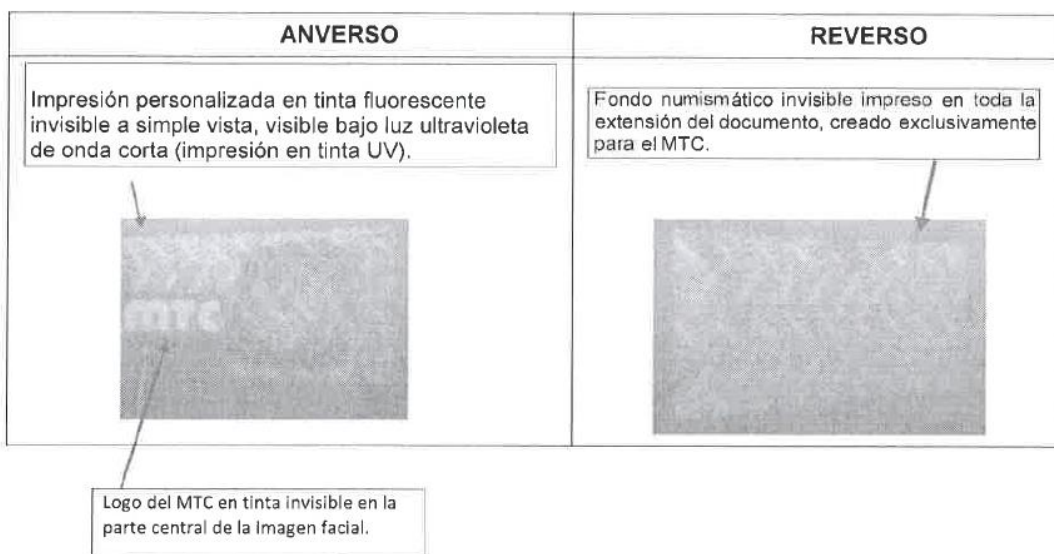 ANVERSO
REVERSO
Impresión personalizada en tinta fluorescente
invisible a simple vista, visible bajo luz ultravioleta
de onda corta (impresión en tinta UV).
Fondo numismático invisible impreso en toda la
extensión del documento, creado exclusivamente
para el MTC.
mTC
Logo del MTC en tinta invisible en la
parte central de la Imagen facial.